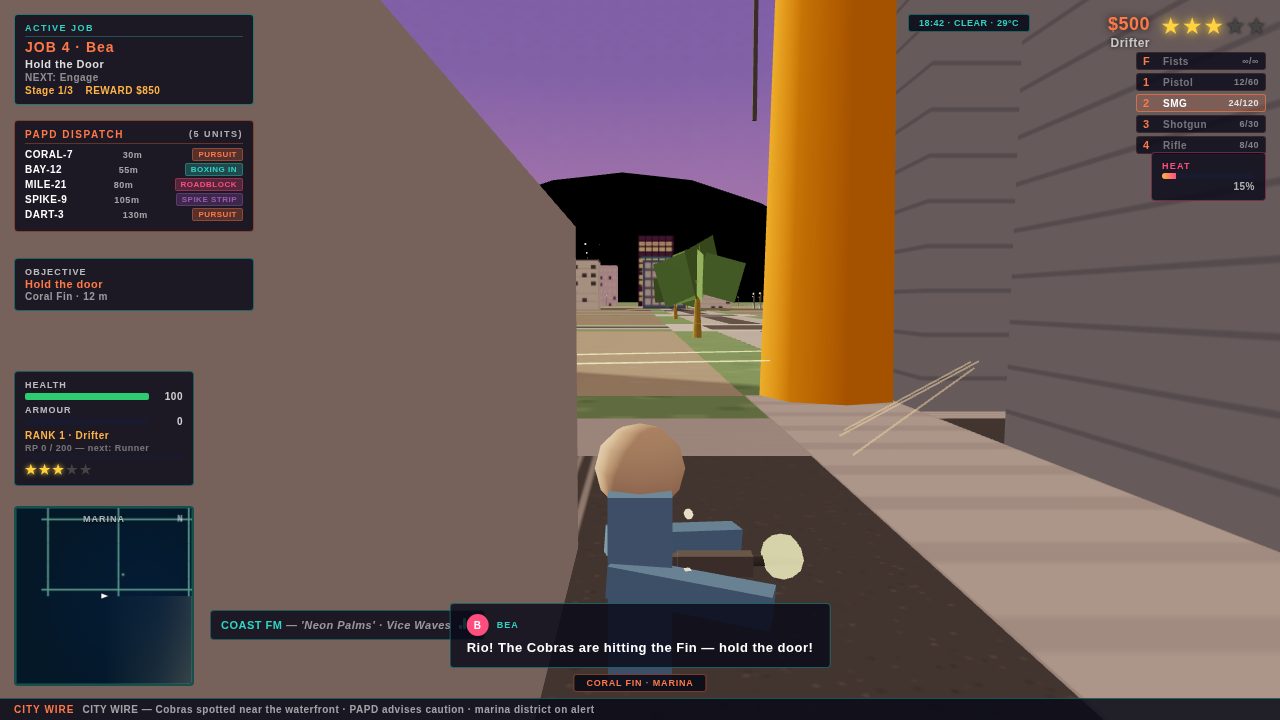 ACTIVE JOB
JOB 4 · Bea
Hold the Door
NEXT: Engage
Stage 1/3 REWARD $850
PAPD DISPATCH (5 UNITS)
CORAL-7 30m PURSUIT
BAY-12 55m BOXING IN
MILE-21 80m ROADBLOCK
SPIKE-9 105m SPIKE STRIP
DART-3 130m PURSUIT
OBJECTIVE
Hold the door
Coral Fin · 12 m
18:42 · CLEAR · 29°C
$500
Drifter
F Fists ∞/∞
1 Pistol 12/60
2 SMG 24/120
3 Shotgun 6/30
4 Rifle 8/40
HEAT
15%
HEALTH
100
ARMOUR
0
RANK 1 · Drifter
RP 0 / 200 — next: Runner
MARINA N
COAST FM — 'Neon Palms' · Vice Waves
B BEA
Rio! The Cobras are hitting the Fin — hold the door!
CORAL FIN · MARINA
CITY WIRE CITY WIRE — Cobras spotted near the waterfront · PAPD advises caution · marina district on alert